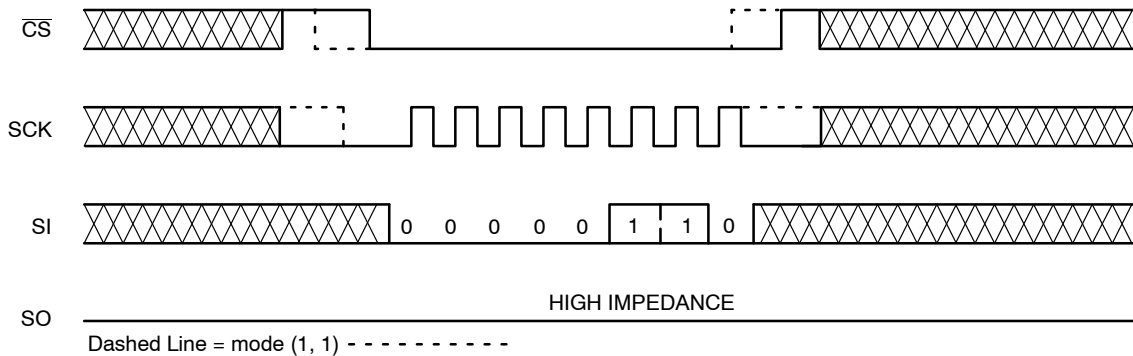 CS
SCK
SI 0 0 0 0 0 1 1 0
HIGH IMPEDANCE
SO
Dashed Line = mode (1, 1)